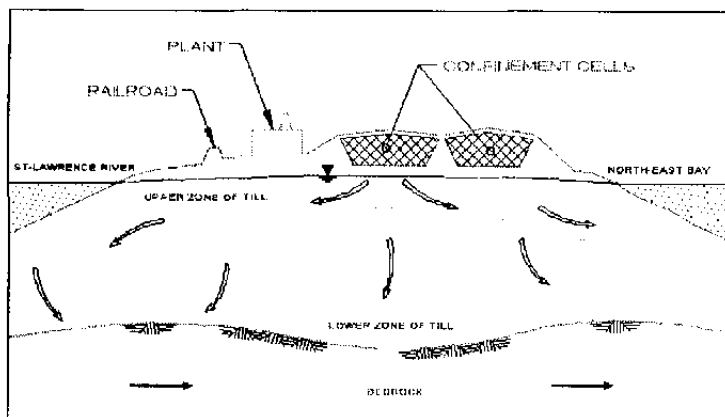 PLANT
CONFINEMENT CELLS
RAILROAD
ST-LAWRENCE RIVER
NORTH-EAST BAY
UPPER ZONE OF TILL
LOWER ZONE OF TILL
BEDROCK